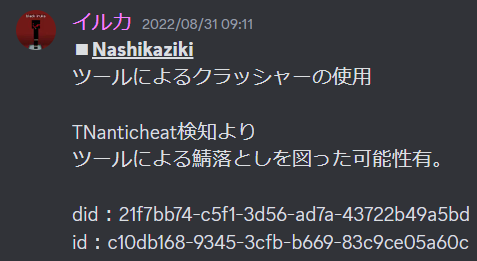 イルカ 2022/08/31 09:11
■Nashikaziki
ツールによるクラッシャーの使用
TNanticheat検知より
ツールによる鯖落としを図った可能性有。
did：21f7bb74-c5f1-3d56-ad7a-43722b49a5bd
id：c10db168-9345-3cfb-b669-83c9ce05a60c